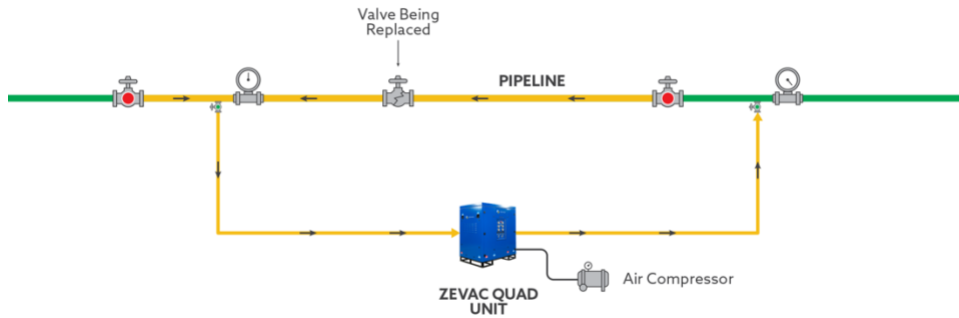 Valve Being
Replaced
PIPELINE
Air Compressor
ZEVAC QUAD
UNIT